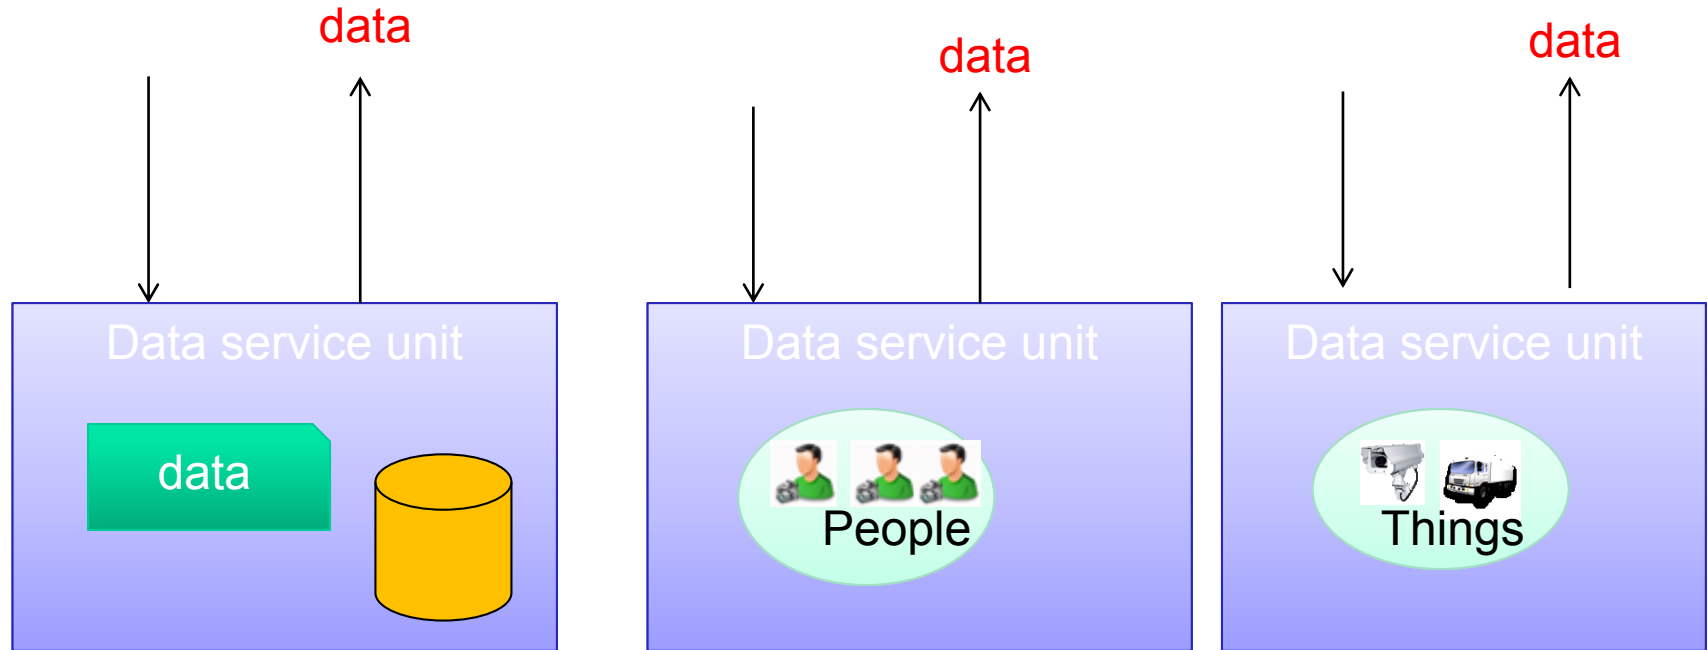 data
data
data
Data service unit
Data service unit
Data service unit
data
People
Things